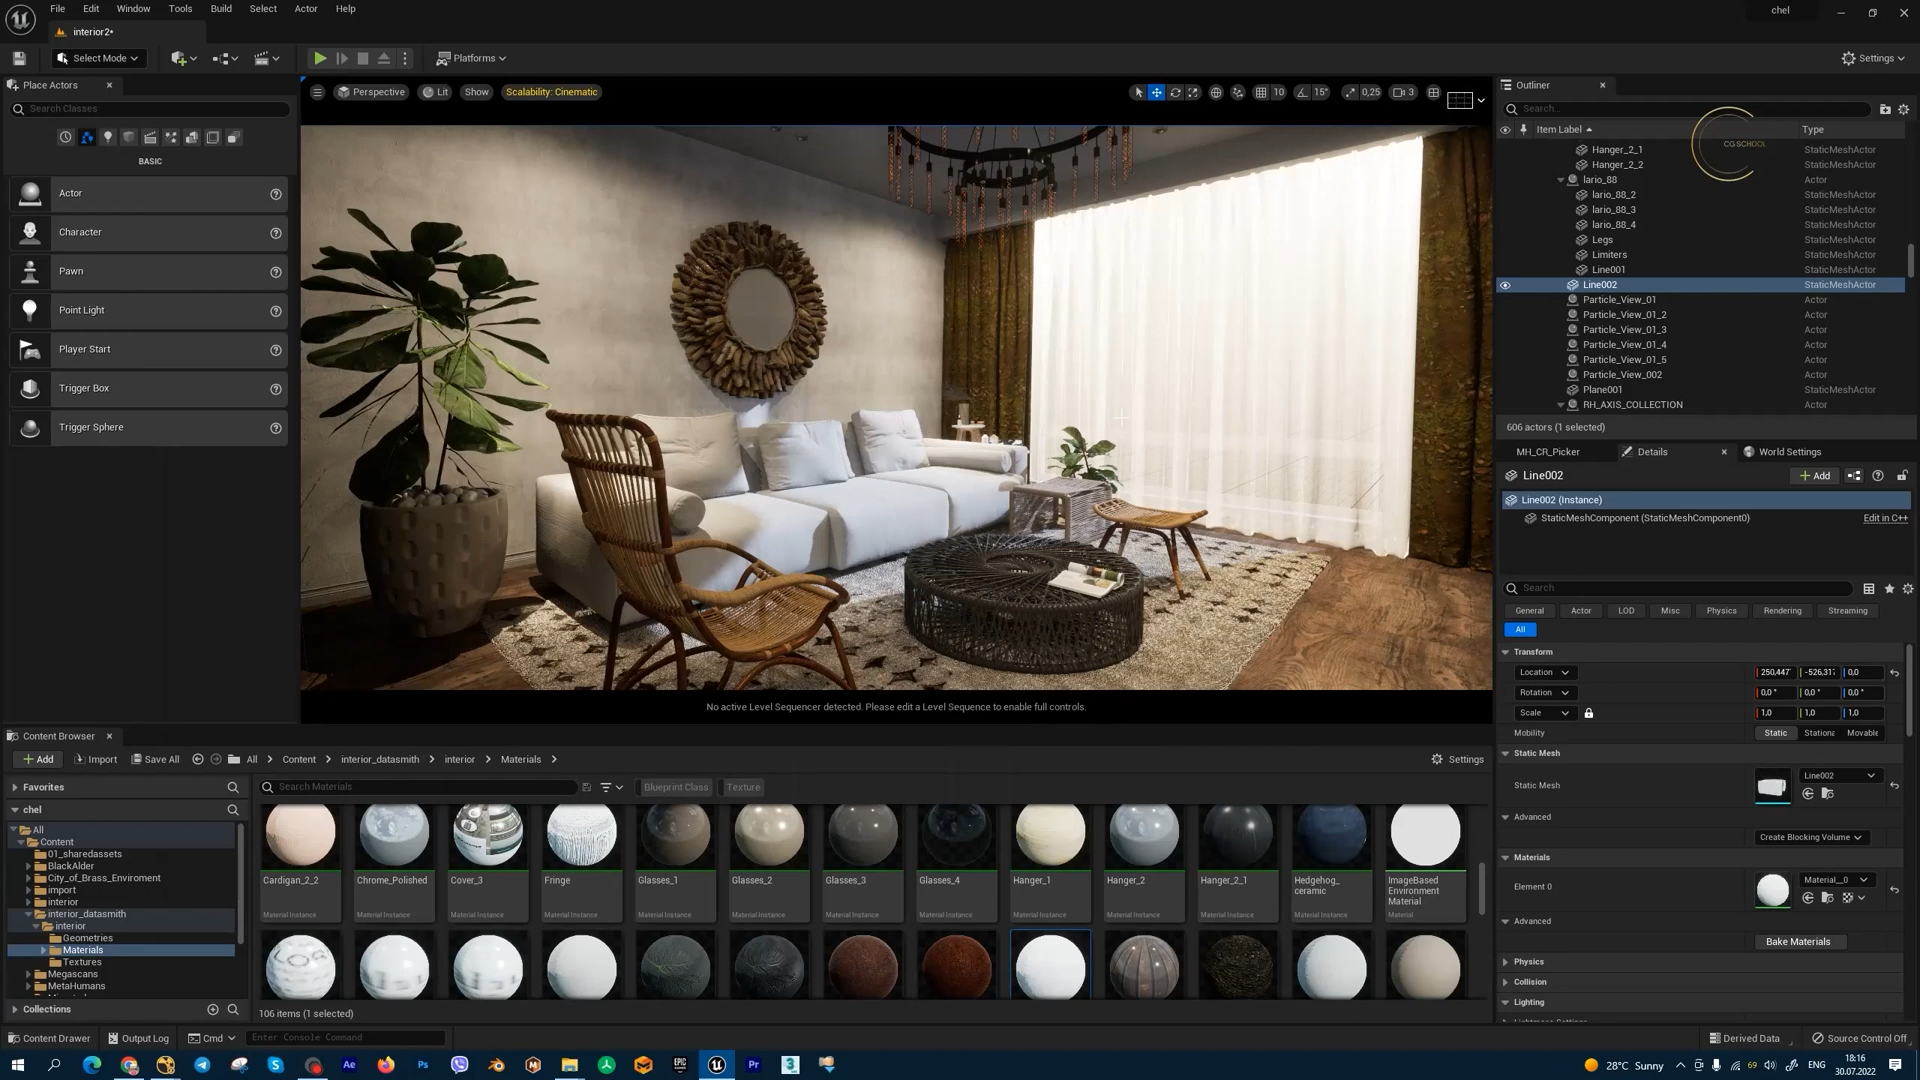 File Edit Window Tools Build Select Actor Help
chel
interior2*
Select Mode
Platforms
Settings
Place Actors
Search Classes
BASIC
Actor
Character
Pawn
Point Light
Player Start
Trigger Box
Trigger Sphere
Perspective Lit Show Scalability: Cinematic
10 15° 0,25 3
No active Level Sequencer detected. Please edit a Level Sequence to enable full controls.
Outliner
Search...
Item Label Type
CG SCHOOL
Hanger_2_1 StaticMeshActor
Hanger_2_2 StaticMeshActor
lario_88 Actor
lario_88_2 StaticMeshActor
lario_88_3 StaticMeshActor
lario_88_4 StaticMeshActor
Legs StaticMeshActor
Limiters StaticMeshActor
Line001 StaticMeshActor
Line002 StaticMeshActor
Particle_View_01 Actor
Particle_View_01_2 Actor
Particle_View_01_3 Actor
Particle_View_01_4 Actor
Particle_View_01_5 Actor
Particle_View_002 Actor
Plane001 StaticMeshActor
RH_AXIS_COLLECTION Actor
606 actors (1 selected)
MH_CR_Picker Details World Settings
Line002
Add
Line002 (Instance)
StaticMeshComponent (StaticMeshComponent0) Edit in C++
Search
General Actor LOD Misc Physics Rendering Streaming
All
Transform
Location 250,447 -526,31 0,0
Rotation 0,0 ° 0,0 ° 0,0 °
Scale 1,0 1,0 1,0
Mobility Static Stationa Movable
Static Mesh
Static Mesh Line002
Advanced
Create Blocking Volume
Materials
Element 0 Material__0
Advanced
Bake Materials
Physics
Collision
Lighting
Content Browser
Add Import Save All All Content interior_datasmith interior Materials Settings
Favorites
chel
All
Content
01_sharedassets
BlackAlder
City_of_Brass_Enviroment
import
interior
interior_datasmith
interior
Geometries
Materials
Textures
Megascans
MetaHumans
Collections
Search Materials
Blueprint Class Texture
Cardigan_2_2 Chrome_Polished Cover_3 Fringe Glasses_1 Glasses_2 Glasses_3 Glasses_4 Hanger_1 Hanger_2 Hanger_2_1 Hedgehog_ceramic ImageBased Environment Material
Material Instance Material Instance Material Instance Material Instance Material Instance Material Instance Material Instance Material Instance Material Instance Material Instance Material Instance Material Instance Material
106 items (1 selected)
Content Drawer Output Log Cmd Enter Console Command
Derived Data Source Control Off
28°C Sunny
69
ENG
18:16
30.07.2022